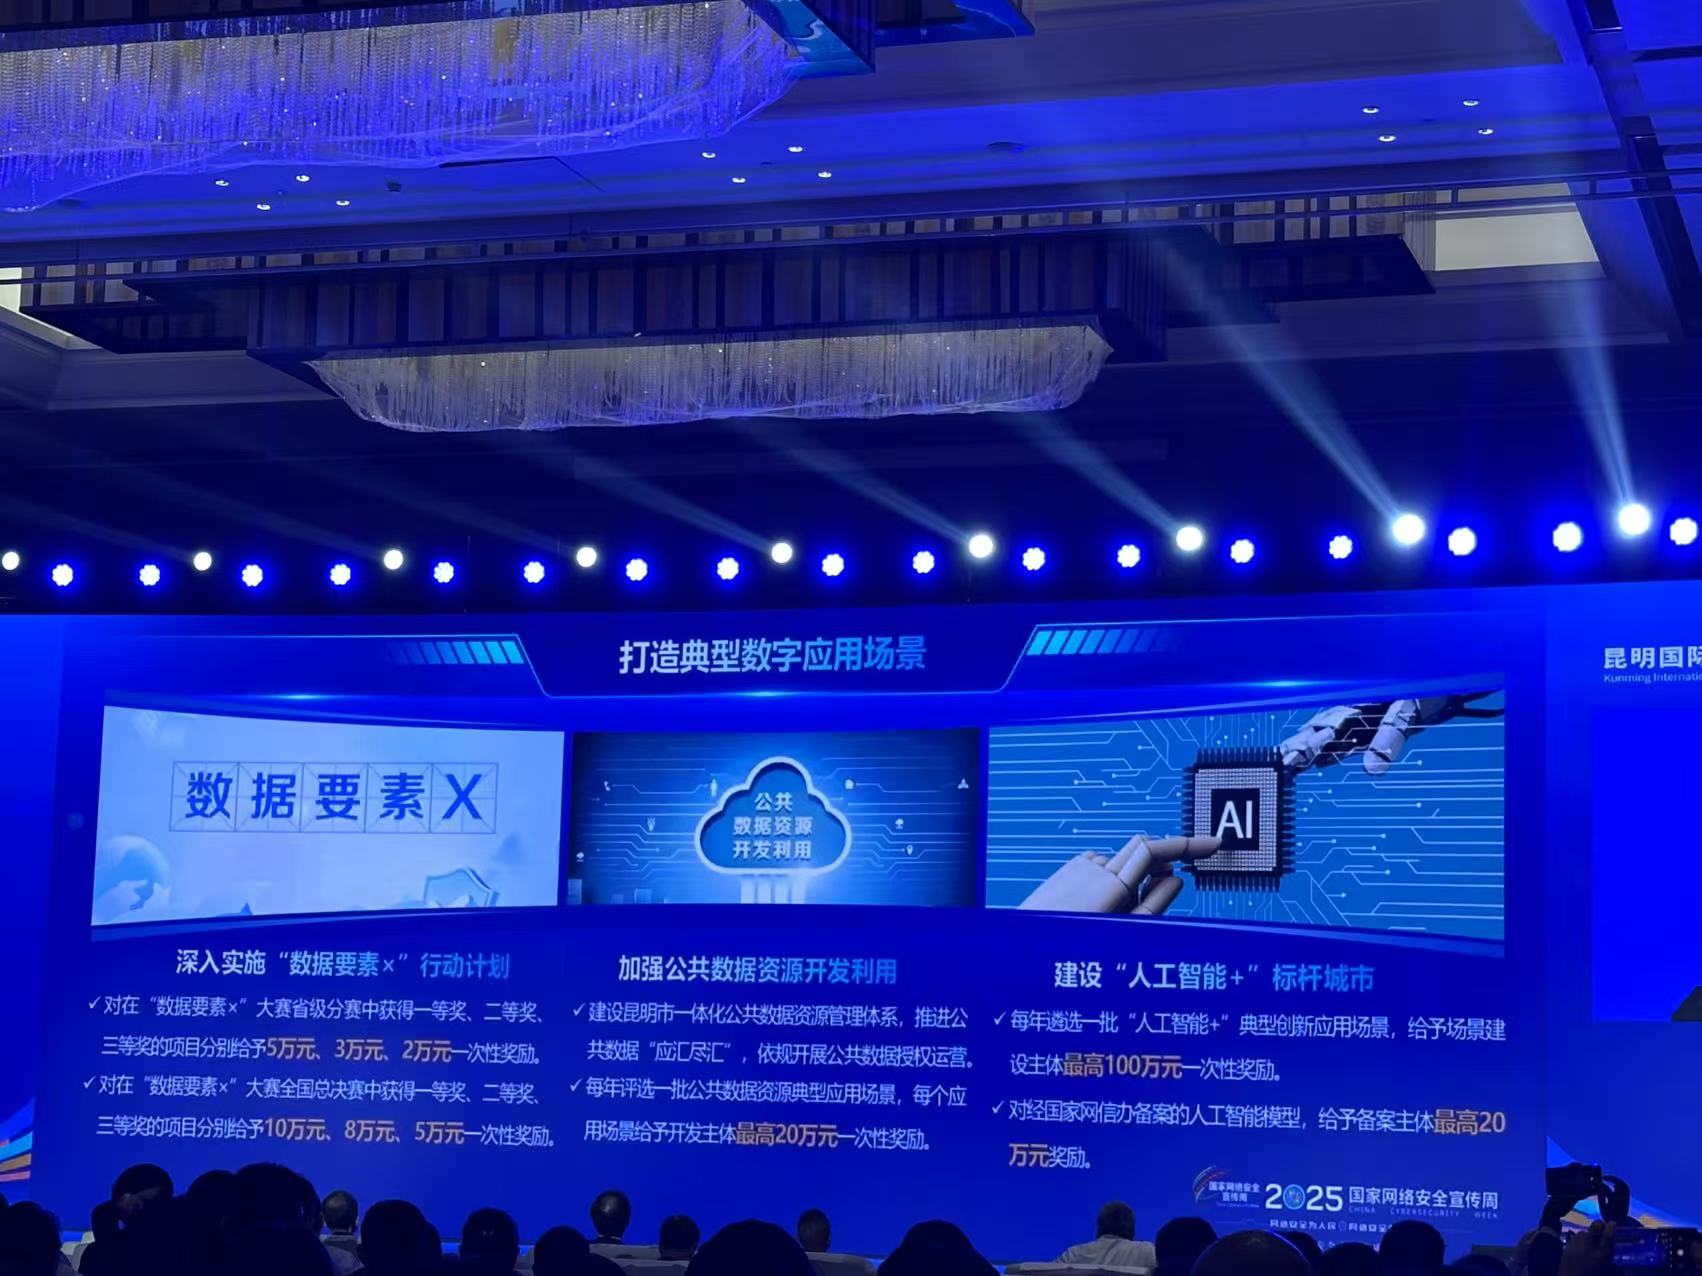 打造典型数字应用场景
昆明国际
Kunming Internatio
数据要素X
公共
数据资源
开发利用
AI
深入实施“数据要素×”行动计划
✓对在“数据要素×”大赛省级分赛中获得一等奖、二等奖、
三等奖的项目分别给予5万元、3万元、2万元一次性奖励。
✓对在“数据要素×”大赛全国总决赛中获得一等奖、二等奖、
三等奖的项目分别给予10万元、8万元、5万元一次性奖励。
加强公共数据资源开发利用
✓建设昆明市一体化公共数据资源管理体系，推进公
共数据“应汇尽汇”，依规开展公共数据授权运营。
✓每年评选一批公共数据资源典型应用场景，每个应
用场景给予开发主体最高20万元一次性奖励。
建设“人工智能+”标杆城市
✓每年遴选一批“人工智能+”典型创新应用场景，给予场景建
设主体最高100万元一次性奖励。
✓对经国家网信办备案的人工智能模型，给予备案主体最高20
万元奖励。
国家网络安全
宣传周
2025 国家网络安全宣传周
CHINA CYBERSECURITY WEEK
网络安全为人民 网络安全